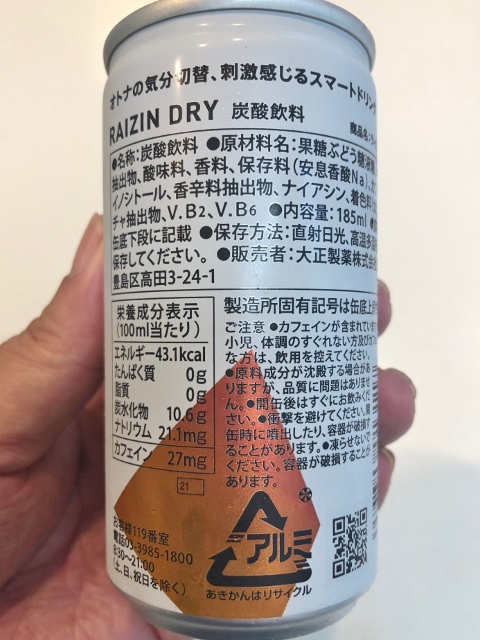 オトナの気分切替、刺激感じるスマートドリンク
RAIZIN DRY 炭酸飲料
商品名:
●名称:炭酸飲料 ●原材料名:果糖ぶどう糖液糖
抽出物、酸味料、香料、保存料(安息香酸Na)、カ
イノシトール、香辛料抽出物、ナイアシン、着色料
チャ抽出物、V.B2、V.B6 ●内容量:185ml
缶底下段に記載 ●保存方法:直射日光、高温多湿
保存してください。 ●販売者:大正製薬株式会
豊島区高田3-24-1
栄養成分表示
(100ml当たり)
エネルギー43.1kcal
たんぱく質 0g
脂質 0g
炭水化物 10.6g
ナトリウム 21.1mg
カフェイン 27mg
21
お客様119番室
電話03-3985-1800
8:30〜21:00
(土、日、祝日を除く)
製造所固有記号は缶底上段
ご注意 ●カフェインが含まれていま
小児、体調のすぐれない方及びカフェ
な方は、飲用を控えてください。
●原料成分が沈殿する場合があ
りますが、品質に問題はありませ
ん。●開缶後はすぐにお飲みくだ
さい。●衝撃を避けてください。開
缶時に噴出したり、容器が破損す
ることがあります。●凍らせないで
ください。容器が破損することが
あります。
アルミ
あきかんはリサイクル